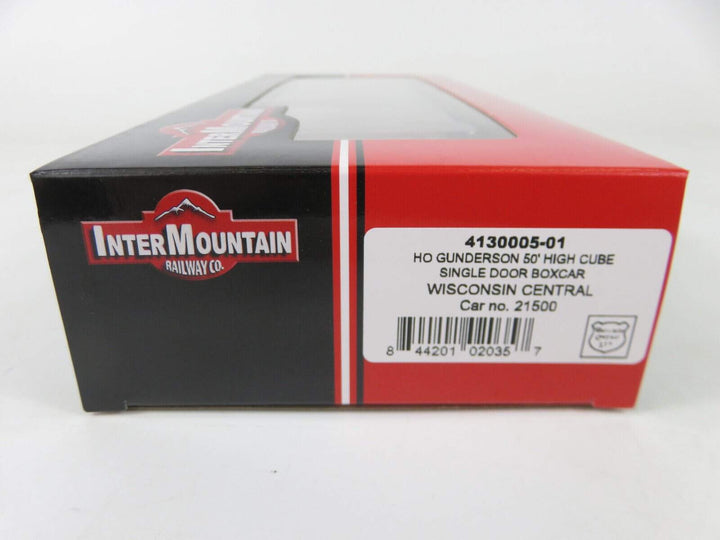 INTERMOUNTAIN
INTERMOUNTAIN
RAILWAY CO.
4130005-01
HO GUNDERSON 50' HIGH CUBE
SINGLE DOOR BOXCAR
WISCONSIN CENTRAL
Car no. 21500
8 44201 02035 7